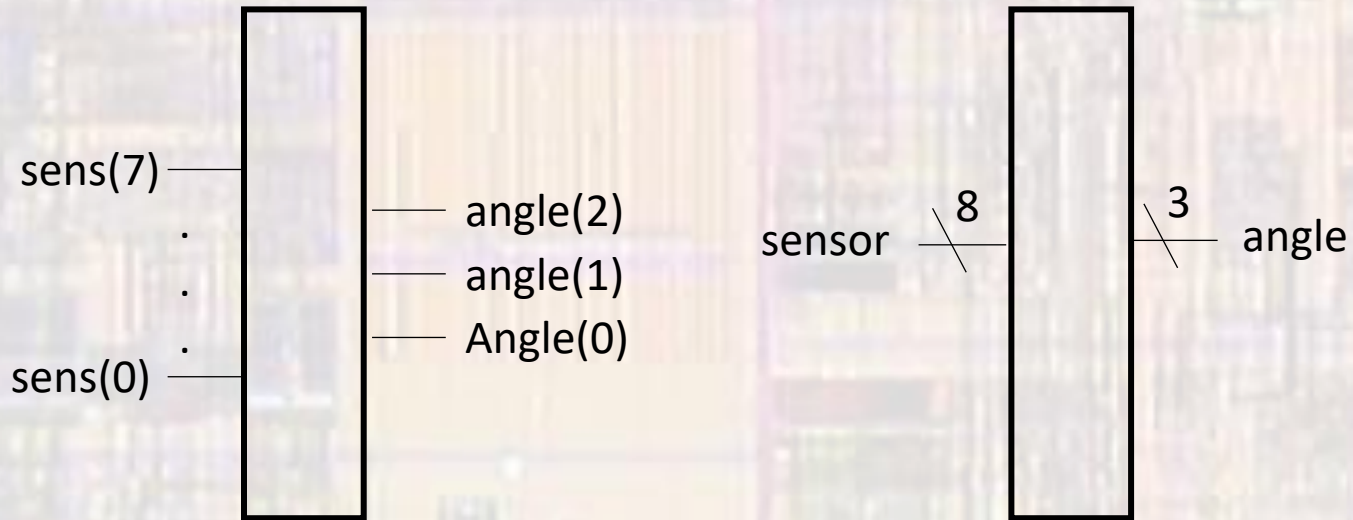 sens(7)
.
.
.
sens(0)
angle(2)
angle(1)
Angle(0)
sensor
8
3
angle